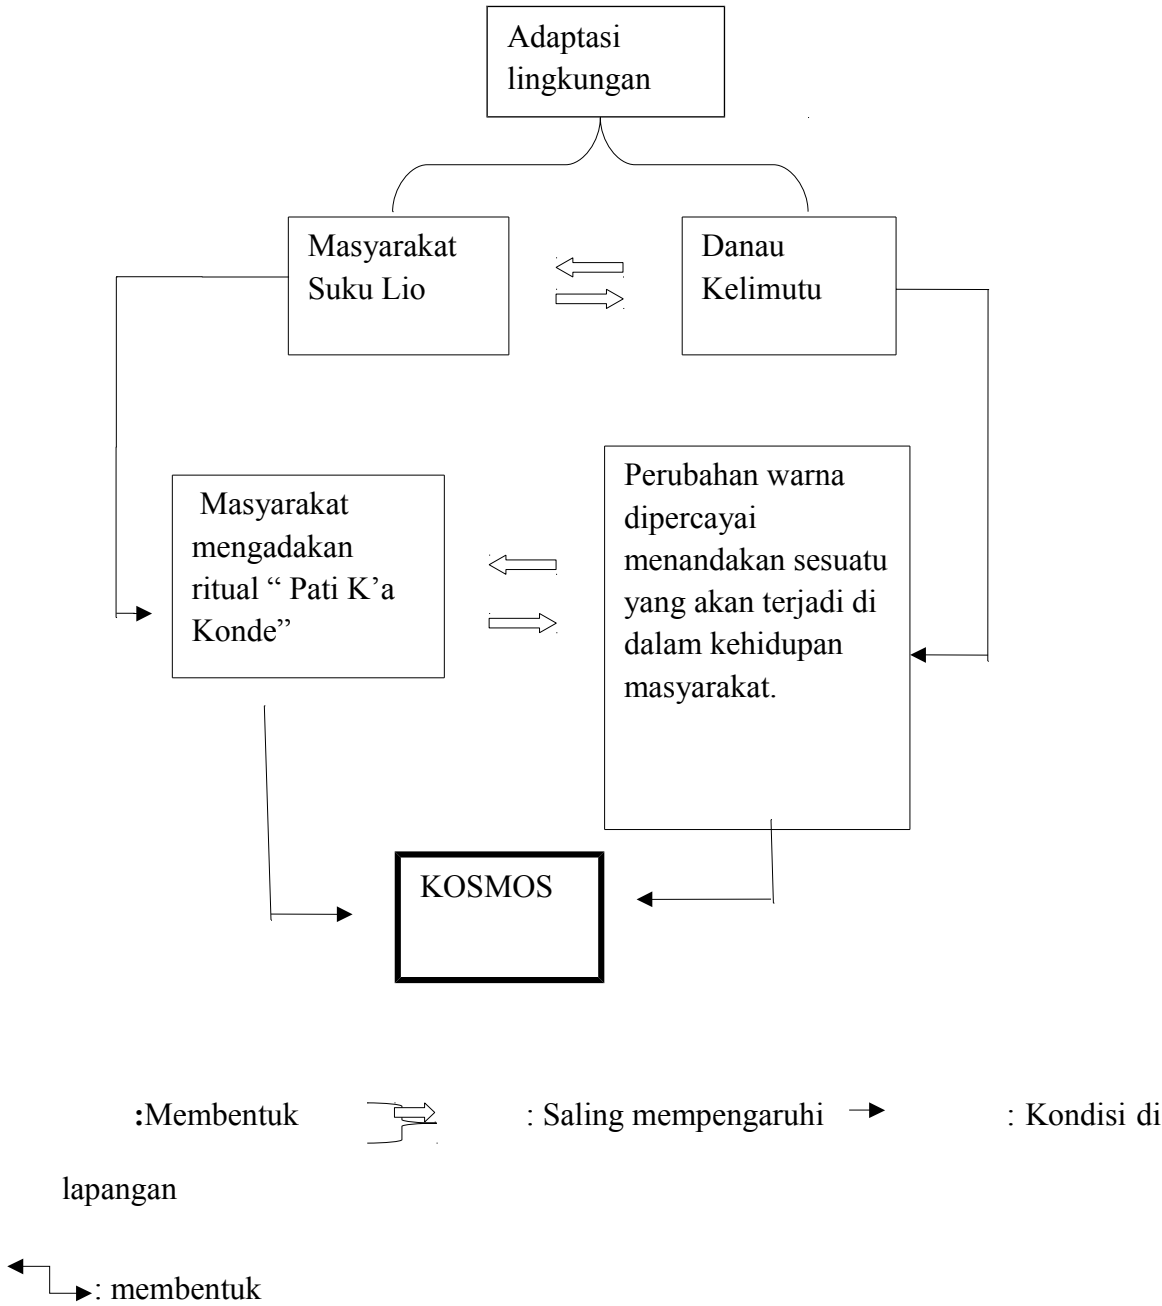 Adaptasi
lingkungan
Masyarakat
Suku Lio
Danau
Kelimutu
Masyarakat
mengadakan
ritual “ Pati K’a
Konde”
Perubahan warna
dipercayai
menandakan sesuatu
yang akan terjadi di
dalam kehidupan
masyarakat.
KOSMOS
:Membentuk : Saling mempengaruhi : Kondisi di
lapangan
: membentuk